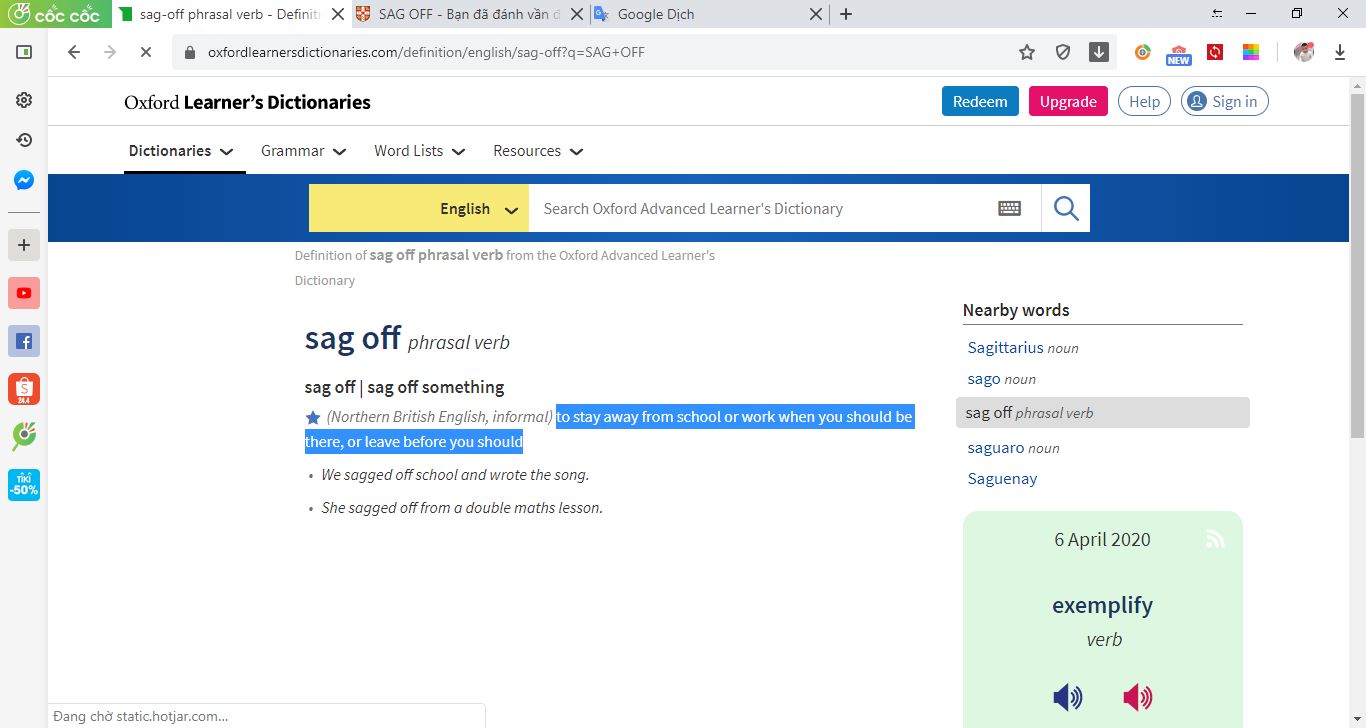 cốc cốc
sag-off phrasal verb - Definiti
SAG OFF - Bạn đã đánh vần đ
Google Dịch
oxfordlearnersdictionaries.com/definition/english/sag-off?q=SAG+OFF
NEW
Oxford Learner's Dictionaries
Redeem
Upgrade
Help
Sign in
Dictionaries
Grammar
Word Lists
Resources
English
Search Oxford Advanced Learner's Dictionary
Definition of sag off phrasal verb from the Oxford Advanced Learner's
Dictionary
sag off phrasal verb
sag off | sag off something
(Northern British English, informal) to stay away from school or work when you should be
there, or leave before you should
• We sagged off school and wrote the song.
• She sagged off from a double maths lesson.
Nearby words
Sagittarius noun
sago noun
sag off phrasal verb
saguaro noun
Saguenay
6 April 2020
exemplify
verb
24.4
TIKI
-50%
Đang chờ static.hotjar.com...